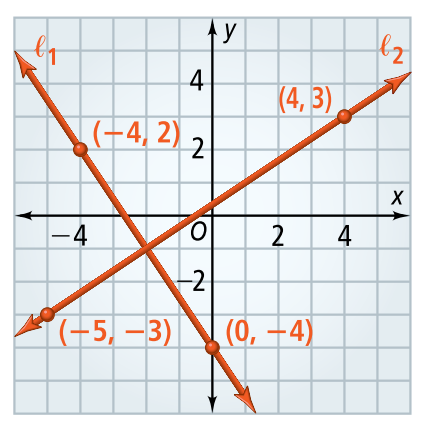 y
ℓ1
ℓ2
4
(4, 3)
(−4, 2)
2
x
−4
O
2
4
−2
(−5, −3)
(0, −4)